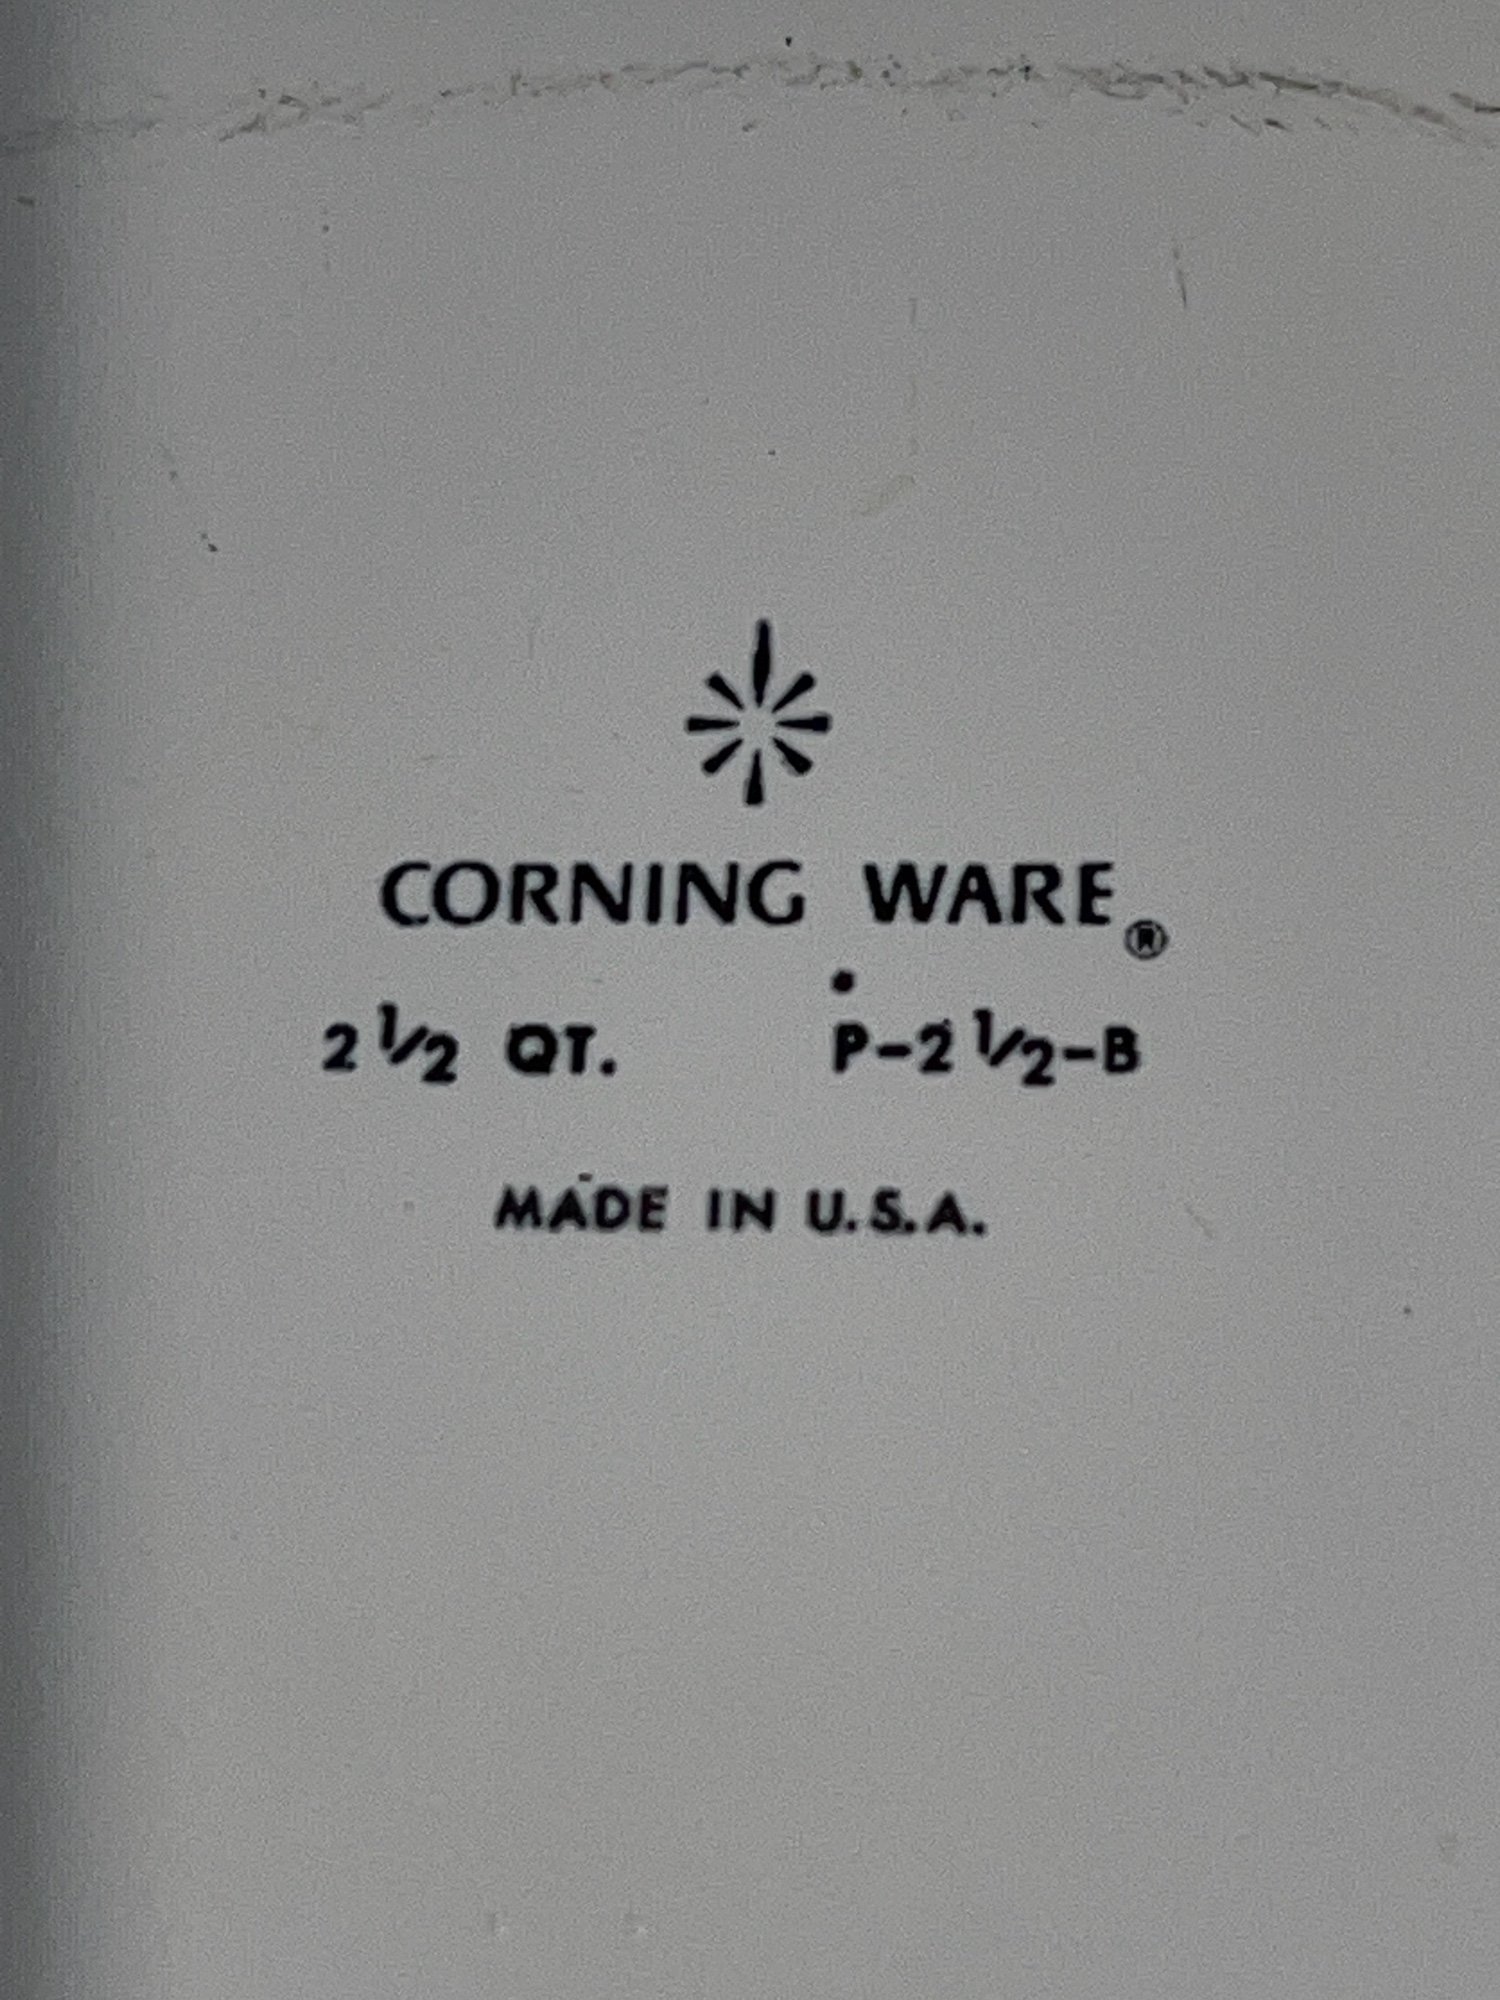 CORNING WARE®
2 1/2 QT. P-2 1/2-B
MADE IN U.S.A.